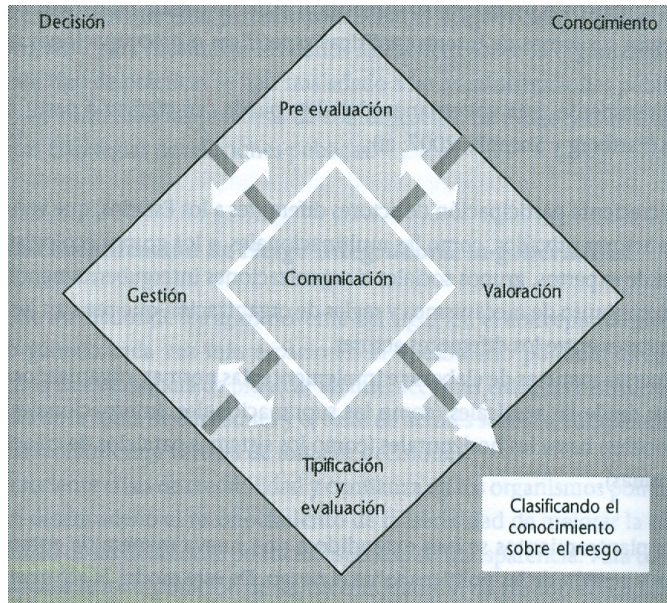 Decisión
Conocimiento
Pre evaluación
Comunicación
Gestión
Valoración
Tipificación
y
evaluación
Clasificando el
conocimiento
sobre el riesgo